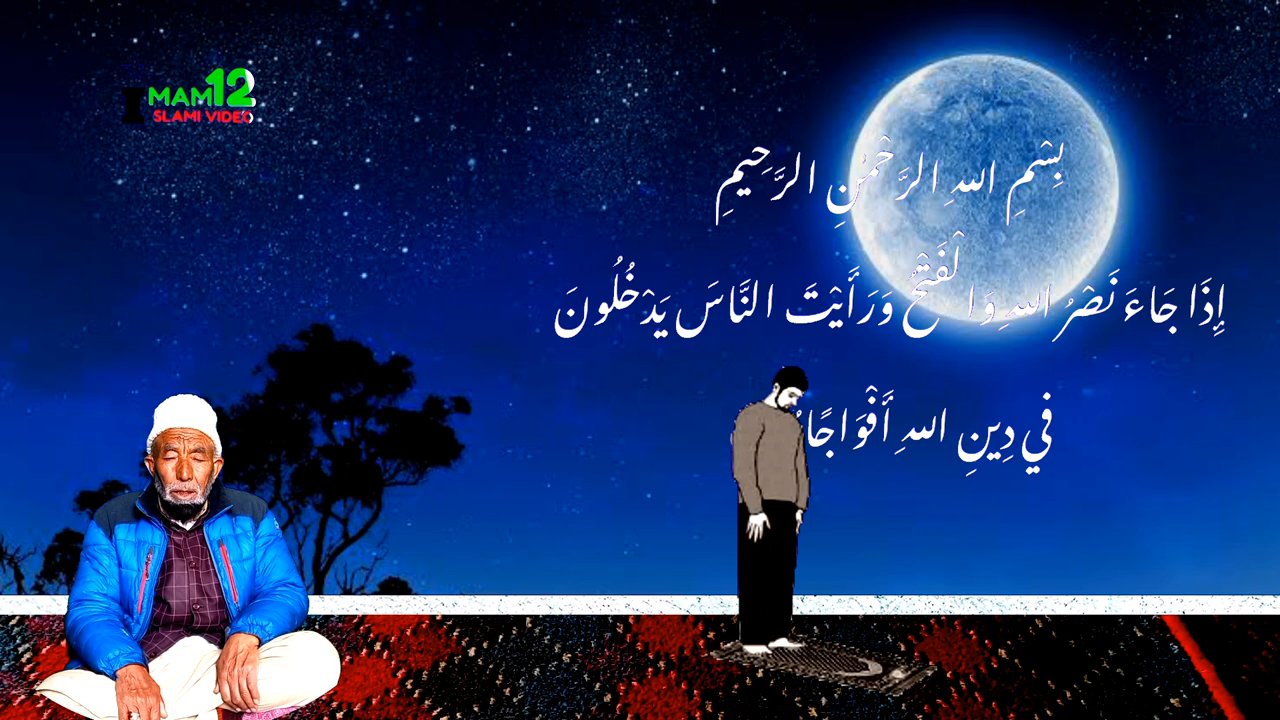 IMAM12
ISLAMI VIDEO
بِسْمِ اللهِ الرَّحْمٰنِ الرَّحِيمِ
إِذَا جَاءَ نَصْرُ اللهِ وَالْفَتْحُ وَرَأَيْتَ النَّاسَ يَدْخُلُونَ
فِي دِينِ اللهِ أَفْوَاجًا